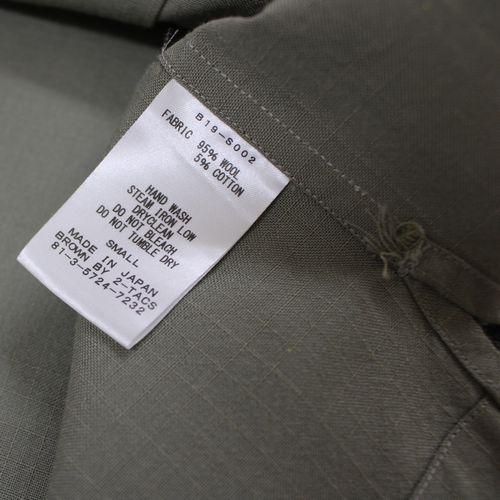 B19-S002
FABRIC 95% WOOL
5% COTTON
HAND WASH
STEAM IRON LOW
DRYCLEAN
DO NOT BLEACH
DO NOT TUMBLE DRY
SMALL
MADE IN JAPAN
BROWN BY 2-TACS
81-3-5724-7232